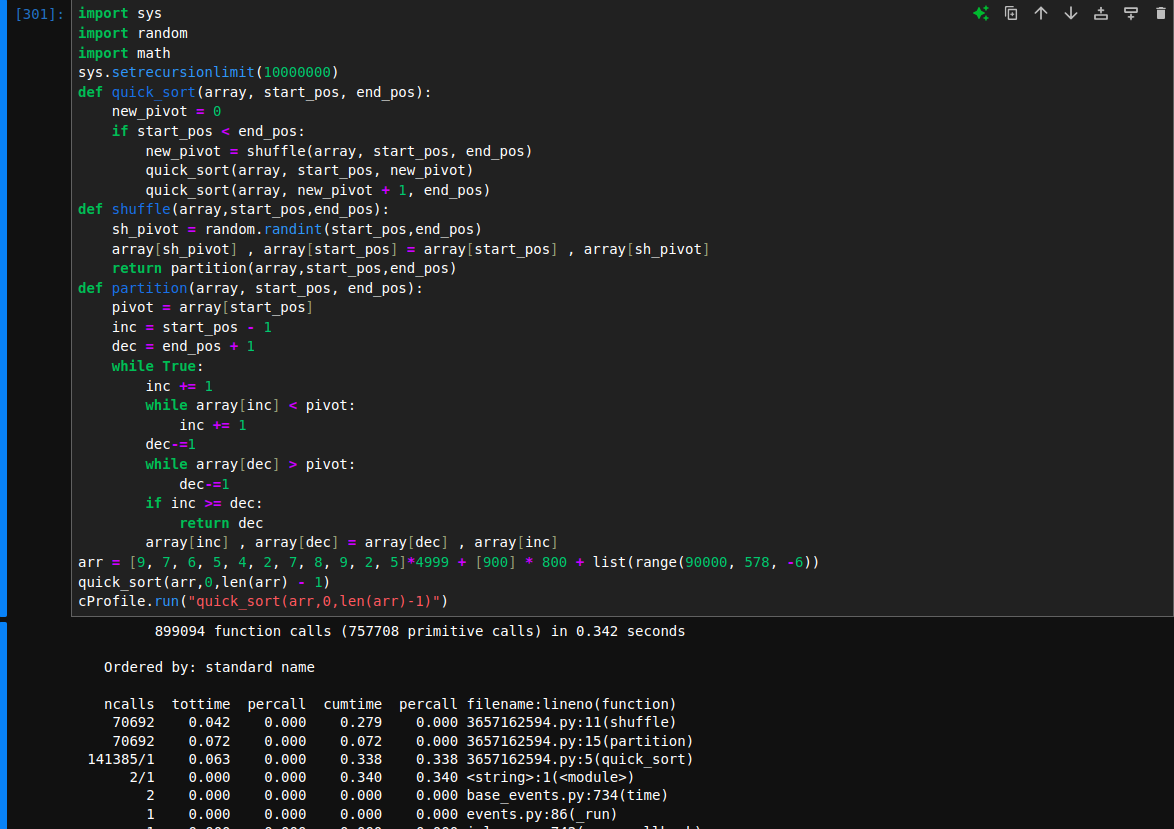 [301]: import sys
import random
import math
sys.setrecursionlimit(10000000)
def quick_sort(array, start_pos, end_pos):
    new_pivot = 0
    if start_pos < end_pos:
        new_pivot = shuffle(array, start_pos, end_pos)
        quick_sort(array, start_pos, new_pivot)
        quick_sort(array, new_pivot + 1, end_pos)
def shuffle(array,start_pos,end_pos):
    sh_pivot = random.randint(start_pos,end_pos)
    array[sh_pivot] , array[start_pos] = array[start_pos] , array[sh_pivot]
    return partition(array,start_pos,end_pos)
def partition(array, start_pos, end_pos):
    pivot = array[start_pos]
    inc = start_pos - 1
    dec = end_pos + 1
    while True:
        inc += 1
        while array[inc] < pivot:
            inc += 1
        dec-=1
        while array[dec] > pivot:
            dec-=1
        if inc >= dec:
            return dec
        array[inc] , array[dec] = array[dec] , array[inc]
arr = [9, 7, 6, 5, 4, 2, 7, 8, 9, 2, 5]*4999 + [900] * 800 + list(range(90000, 578, -6))
quick_sort(arr,0,len(arr) - 1)
cProfile.run("quick_sort(arr,0,len(arr)-1)")
899094 function calls (757708 primitive calls) in 0.342 seconds
Ordered by: standard name
ncalls tottime percall cumtime percall filename:lineno(function)
70692 0.042 0.000 0.279 0.000 3657162594.py:11(shuffle)
70692 0.072 0.000 0.072 0.000 3657162594.py:15(partition)
141385/1 0.063 0.000 0.338 0.338 3657162594.py:5(quick_sort)
2/1 0.000 0.000 0.340 0.340 <string>:1(<module>)
2 0.000 0.000 0.000 0.000 base_events.py:734(time)
1 0.000 0.000 0.000 0.000 events.py:86(_run)